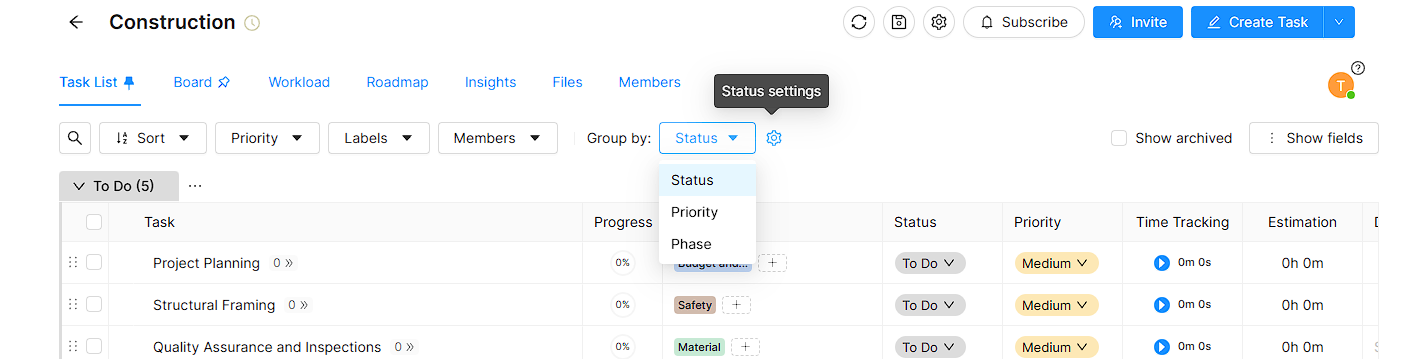 Construction
Subscribe
Invite
Create Task
Task List
Board
Workload
Roadmap
Insights
Files
Members
Status settings
?
T
Sort
Priority
Labels
Members
Group by:
Status
Show archived
Show fields
Status
Priority
Phase
To Do (5)
Task
Progress
Status
Priority
Time Tracking
Estimation
Project Planning 0 »
0%
+
To Do
Medium
0m 0s
0h 0m
Structural Framing 0 »
0%
Safety
+
To Do
Medium
0m 0s
0h 0m
Quality Assurance and Inspections 0 »
0%
Material
+
To Do
Medium
0m 0s
0h 0m